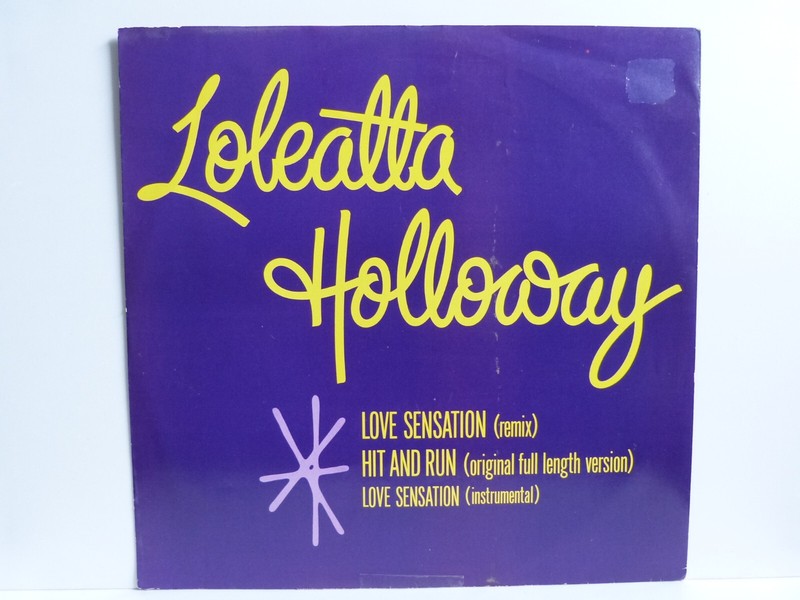 Loleatta
Holloway
LOVE SENSATION (remix)
HIT AND RUN (original full length version)
LOVE SENSATION (instrumental)